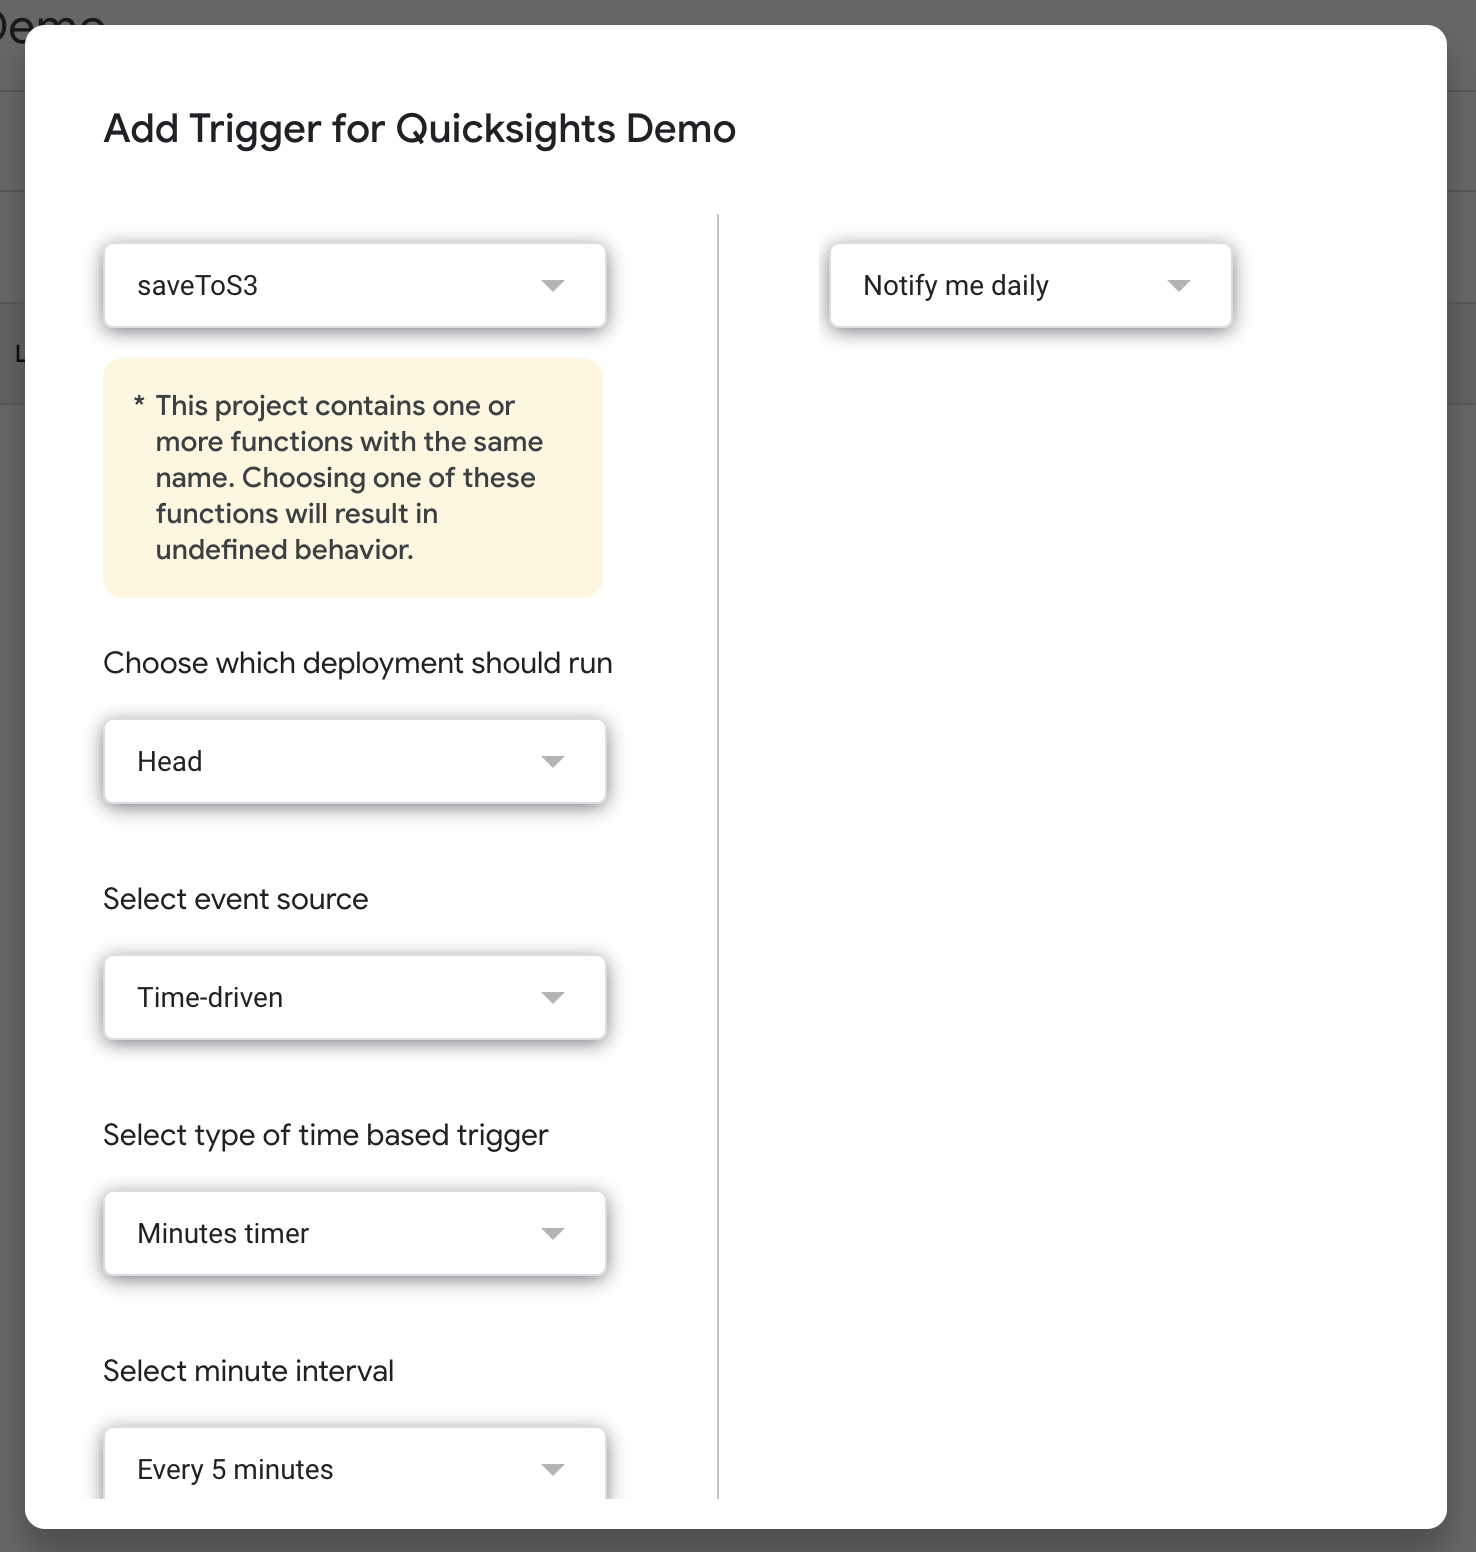 Demo
Add Trigger for Quicksights Demo
saveToS3
Notify me daily
* This project contains one or
more functions with the same
name. Choosing one of these
functions will result in
undefined behavior.
Choose which deployment should run
Head
Select event source
Time-driven
Select type of time based trigger
Minutes timer
Select minute interval
Every 5 minutes